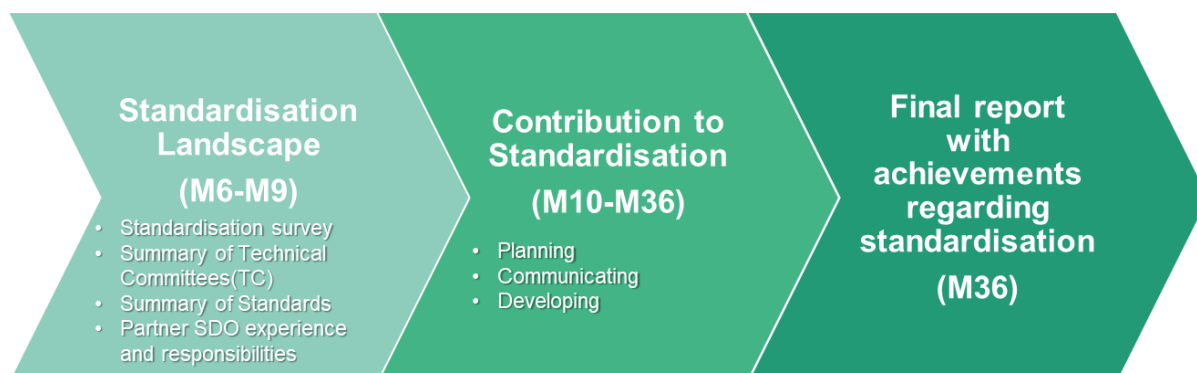 Standardisation
Landscape
(M6-M9)
• Standardisation survey
• Summary of Technical
Committees(TC)
• Summary of Standards
• Partner SDO experience
and responsibilities
Contribution to
Standardisation
(M10-M36)
• Planning
• Communicating
• Developing
Final report
with
achievements
regarding
standardisation
(M36)